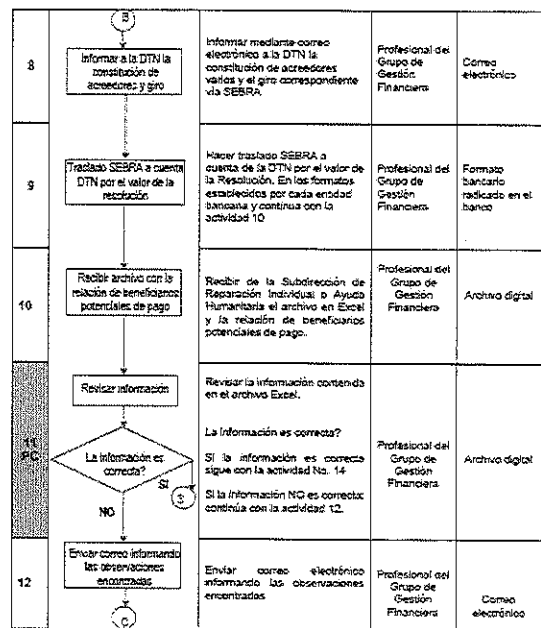 B
8
Informar a la DTN la
constitución de
acreedores y giro
Informar mediante correo
electrónico a la DTN la
constitución de acreedores
varios y el giro correspondiente
vía SEBRA
Profesional del
Grupo de
Gestión
Financiera
Correo
electrónico
9
Traslado SEBRA a cuenta
DTN por el valor de la
resolución
Hacer traslado SEBRA a
cuenta de la DTN por el valor de
la Resolución. En los formatos
establecidos por cada entidad
bancaria y continúa con la
actividad 10
Profesional del
Grupo de
Gestión
Financiera
Formato
bancario
radicado en el
banco
10
Recibir archivo con la
relación de beneficiarios
potenciales de pago
Recibir de la Subdirección de
Reparación Individual o Ayuda
Humanitaria el archivo en Excel
y la relación de beneficiarios
potenciales de pago.
Profesional del
Grupo de
Gestión
Financiera
Archivo digital
11
PC
Revisar información
La información es
correcta?
SI
NO
Revisar la información contenida
en el archivo Excel.
La información es correcta?
SI la información es correcta
sigue con la actividad No. 14
Si la información NO es correcta:
continúa con la actividad 12.
Profesional del
Grupo de
Gestión
Financiera
Archivo digital
12
Enviar correo informando
las observaciones
encontradas
C
Enviar correo electrónico
informando las observaciones
encontradas
Profesional del
Grupo de
Gestión
Financiera
Correo
electrónico